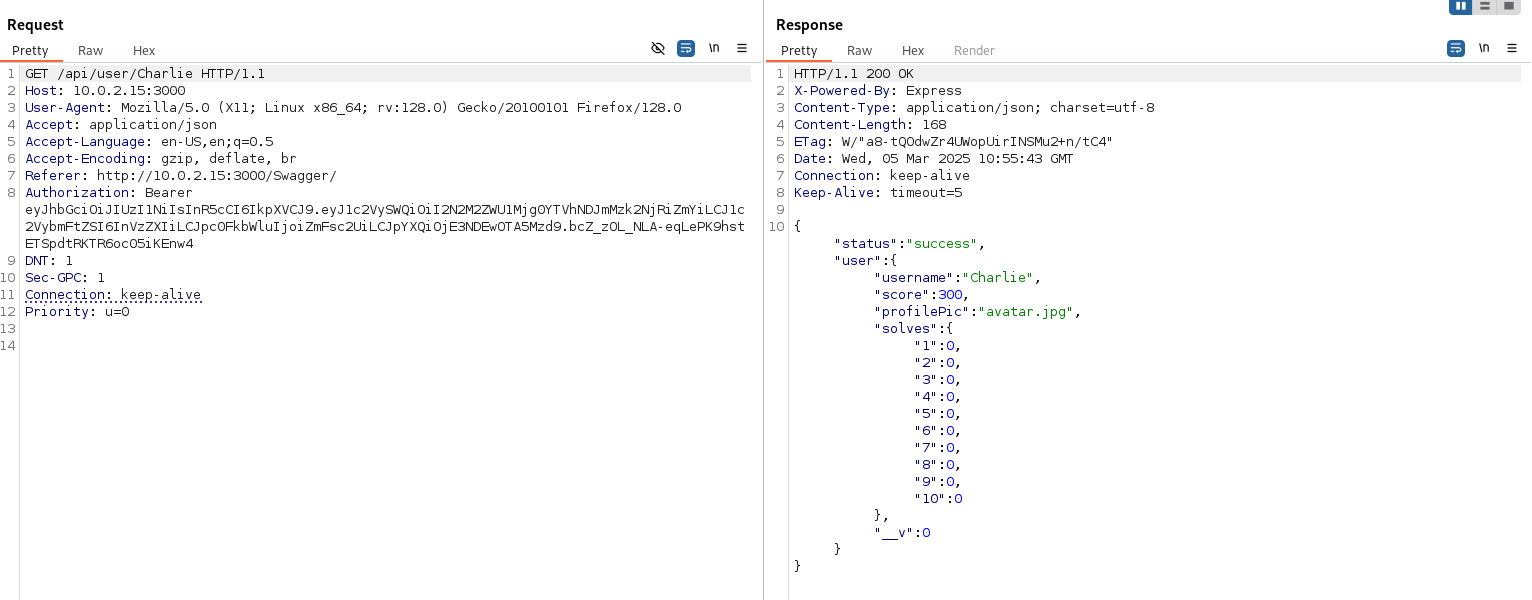 Request
Pretty Raw Hex \n
1 GET /api/user/Charlie HTTP/1.1
2 Host: 10.0.2.15:3000
3 User-Agent: Mozilla/5.0 (X11; Linux x86_64; rv:128.0) Gecko/20100101 Firefox/128.0
4 Accept: application/json
5 Accept-Language: en-US,en;q=0.5
6 Accept-Encoding: gzip, deflate, br
7 Referer: http://10.0.2.15:3000/Swagger/
8 Authorization: Bearer
eyJhbGciOiJIUzI1NiIsInR5cCI6IkpXVCJ9.eyJ1c2VySWQiOiI2N2M2ZWU1Mjg0YTVhNDJmMzk2NjRiZmYiLCJ1c
2VybmFtZSI6InVzZXIiLCJpc0FkbWluIjoiZmFsc2UiLCJpYXQiOjE3NDEwOTA5Mzd9.bcZ_zOL_NLA-eqLePK9hst
ETSpdtRKTR6oc05iKEnw4
9 DNT: 1
10 Sec-GPC: 1
11 Connection: keep-alive
12 Priority: u=0
13
14
Response
Pretty Raw Hex Render \n
1 HTTP/1.1 200 OK
2 X-Powered-By: Express
3 Content-Type: application/json; charset=utf-8
4 Content-Length: 168
5 ETag: W/"a8-tQOdwZr4UWopUirINSMu2+n/tC4"
6 Date: Wed, 05 Mar 2025 10:55:43 GMT
7 Connection: keep-alive
8 Keep-Alive: timeout=5
9
10 {
"status":"success",
"user":{
"username":"Charlie",
"score":300,
"profilePic":"avatar.jpg",
"solves":{
"1":0,
"2":0,
"3":0,
"4":0,
"5":0,
"6":0,
"7":0,
"8":0,
"9":0,
"10":0
},
"__v":0
}
}